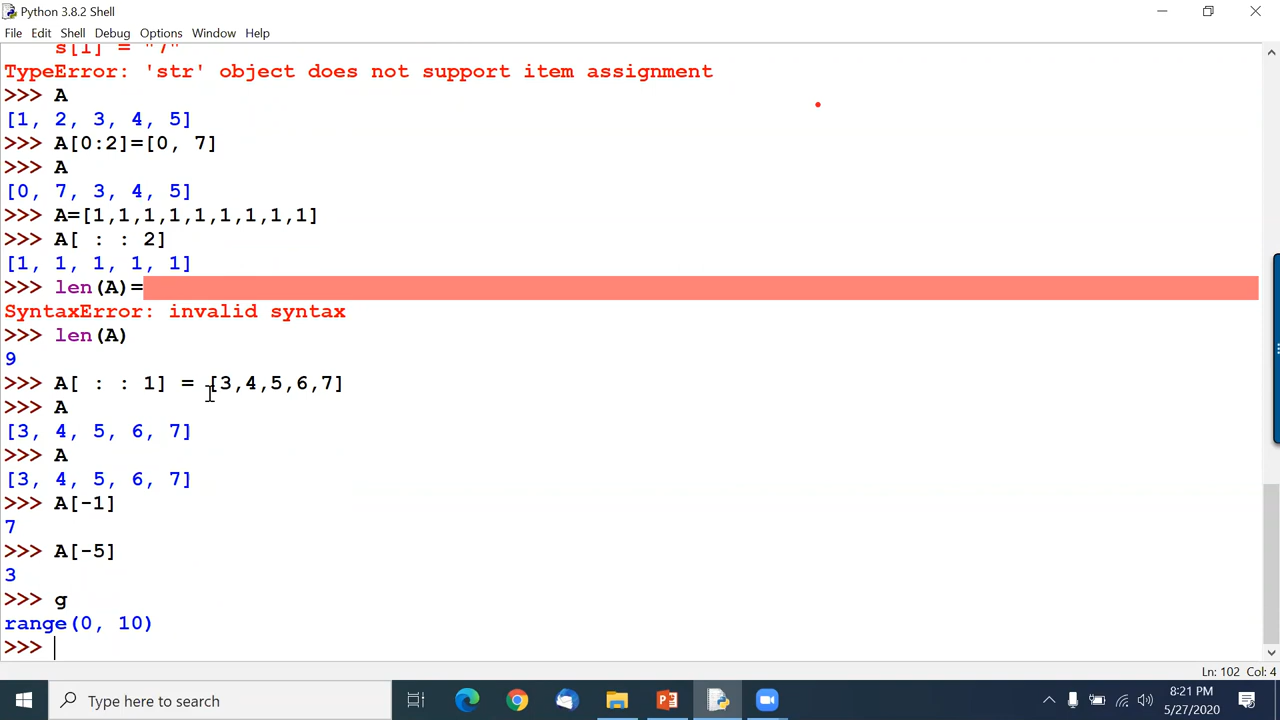 Python 3.8.2 Shell
File Edit Shell Debug Options Window Help
s[1] = "7"
TypeError: 'str' object does not support item assignment
>>> A
[1, 2, 3, 4, 5]
>>> A[0:2]=[0, 7]
>>> A
[0, 7, 3, 4, 5]
>>> A=[1,1,1,1,1,1,1,1,1]
>>> A[ : : 2]
[1, 1, 1, 1, 1]
>>> len(A)=
SyntaxError: invalid syntax
>>> len(A)
9
>>> A[ : : 1] = [3,4,5,6,7]
>>> A
[3, 4, 5, 6, 7]
>>> A
[3, 4, 5, 6, 7]
>>> A[-1]
7
>>> A[-5]
3
>>> g
range(0, 10)
>>>
Ln: 102 Col: 4
Type here to search
8:21 PM
5/27/2020